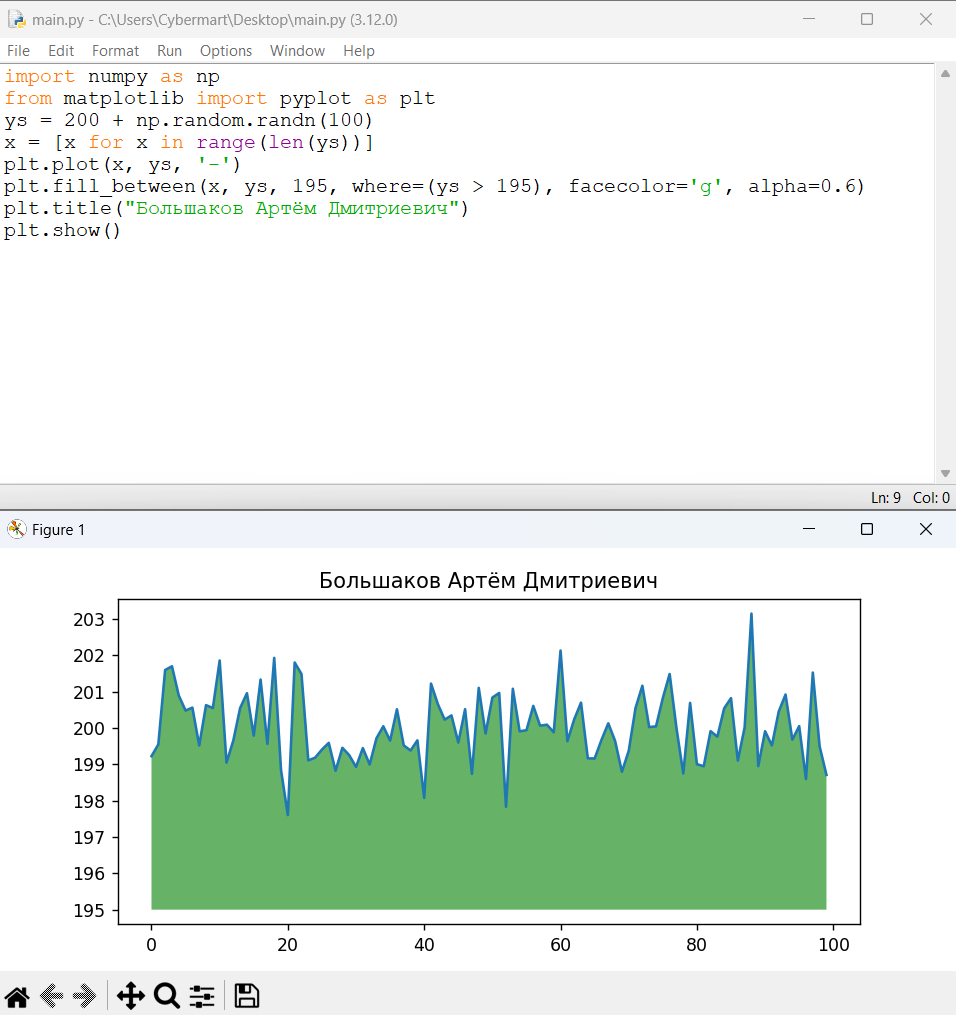 main.py - C:\Users\Cybermart\Desktop\main.py (3.12.0)
File Edit Format Run Options Window Help
import numpy as np
from matplotlib import pyplot as plt
ys = 200 + np.random.randn(100)
x = [x for x in range(len(ys))]
plt.plot(x, ys, '-')
plt.fill_between(x, ys, 195, where=(ys > 195), facecolor='g', alpha=0.6)
plt.title("Большаков Артём Дмитриевич")
plt.show()
Ln: 9 Col: 0
Figure 1
Большаков Артём Дмитриевич
203
202
201
200
199
198
197
196
195
0 20 40 60 80 100